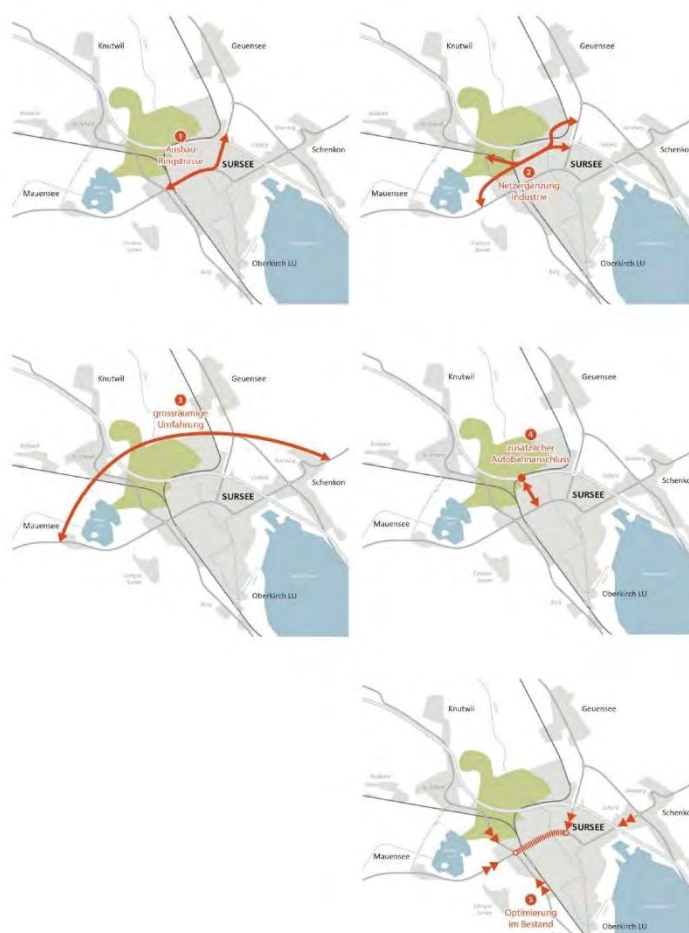 Knutwil
Geuensee
1
Ausbau
Ringstrasse
SURSEE
Schenkon
Mauensee
Oberkirch LU
Knutwil
Geuensee
SURSEE
Schenkon
2
Netzergänzung
Industrie
Mauensee
Oberkirch LU
Knutwil
Geuensee
3
grossräumige
Umfahrung
Schenkon
SURSEE
Mauensee
Oberkirch LU
Knutwil
Geuensee
4
zusätzlicher
Autobahnanschluss
Schenkon
SURSEE
Mauensee
Oberkirch LU
Knutwil
Geuensee
Schenkon
SURSEE
Mauensee
5
Optimierung
im Bestand
Oberkirch LU